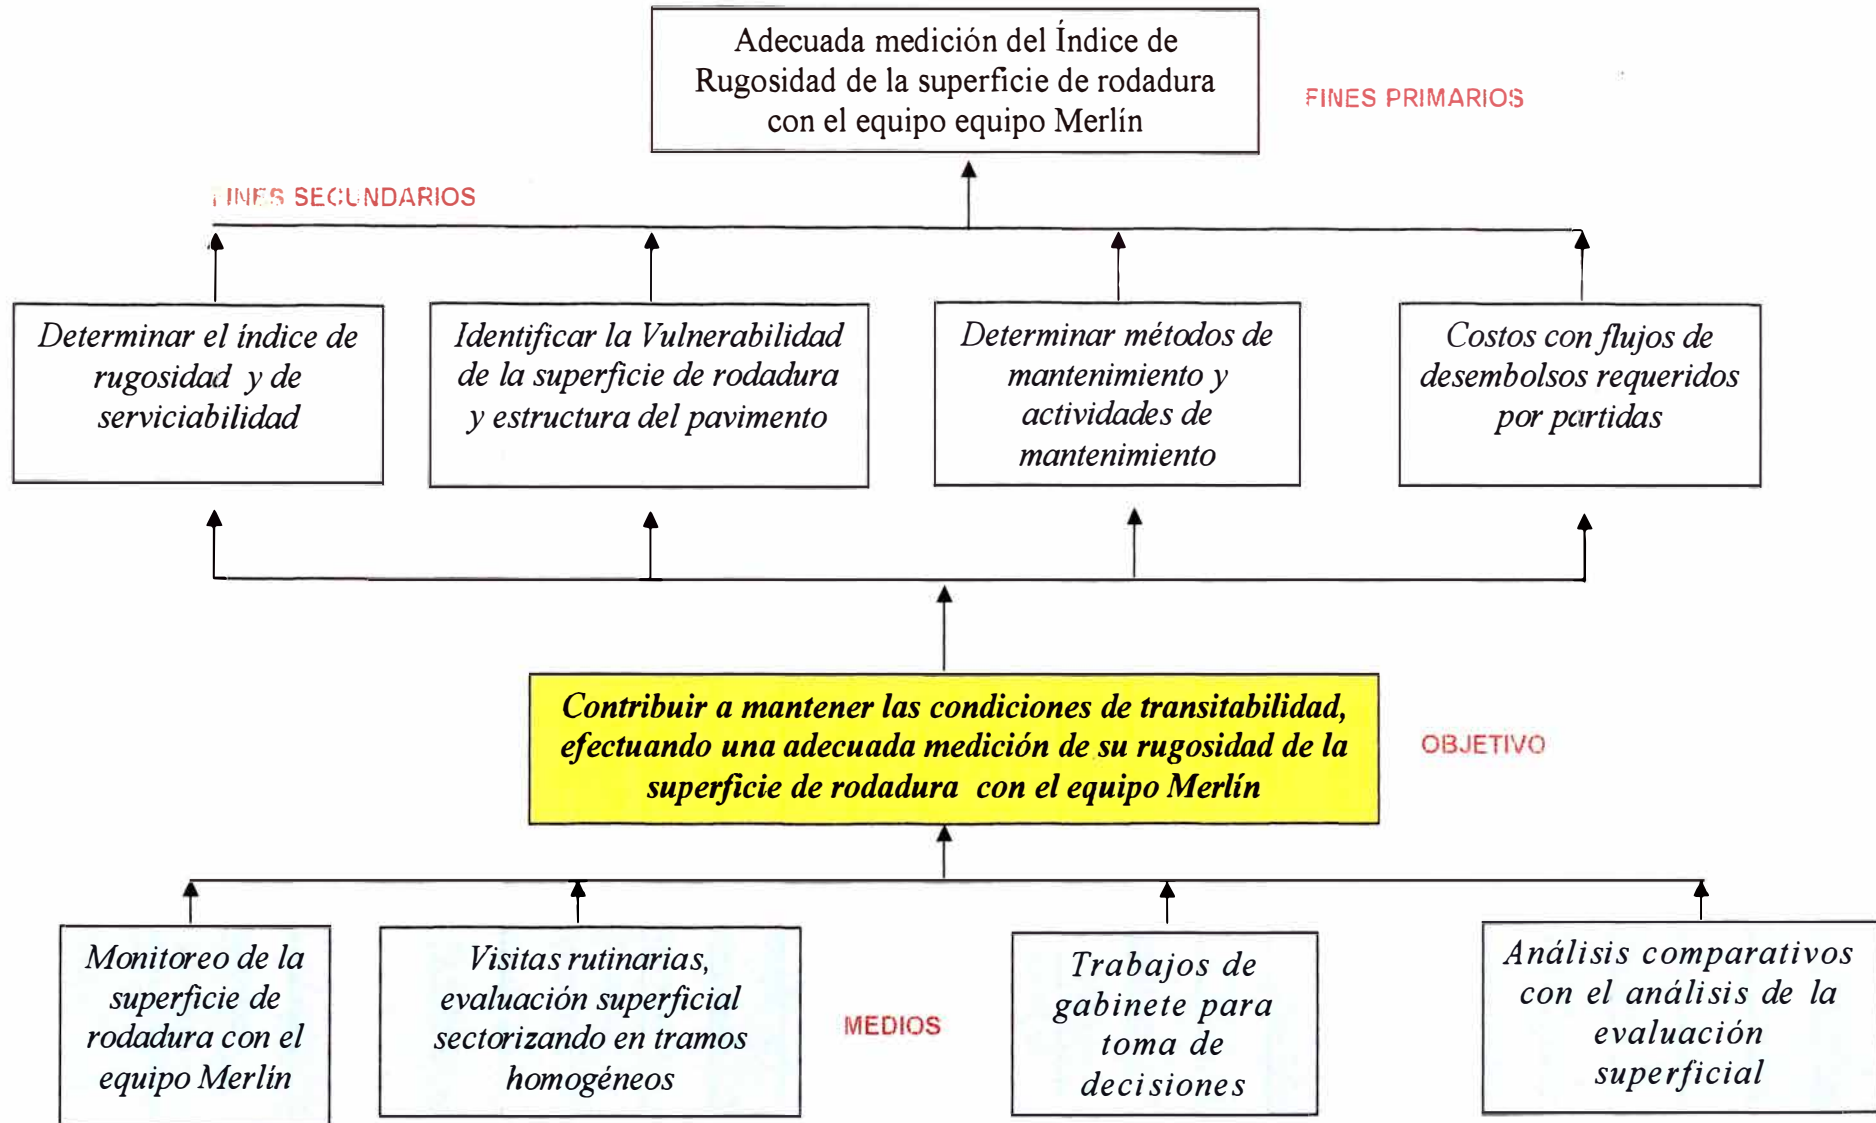 Adecuada medición del Índice de
Rugosidad de la superficie de rodadura
con el equipo equipo Merlín
FINES PRIMARIOS
FINES SECUNDARIOS
Determinar el índice de
rugosidad y de
serviciabilidad
Identificar la Vulnerabilidad
de la superficie de rodadura
y estructura del pavimento
Determinar métodos de
mantenimiento y
actividades de
mantenimiento
Costos con flujos de
desembolsos requeridos
por partidas
Contribuir a mantener las condiciones de transitabilidad,
efectuando una adecuada medición de su rugosidad de la
superficie de rodadura con el equipo Merlín
OBJETIVO
Monitoreo de la
superficie de
rodadura con el
equipo Merlín
Visitas rutinarias,
evaluación superficial
sectorizando en tramos
homogéneos
MEDIOS
Trabajos de
gabinete para
toma de
decisiones
Análisis comparativos
con el análisis de la
evaluación
superficial